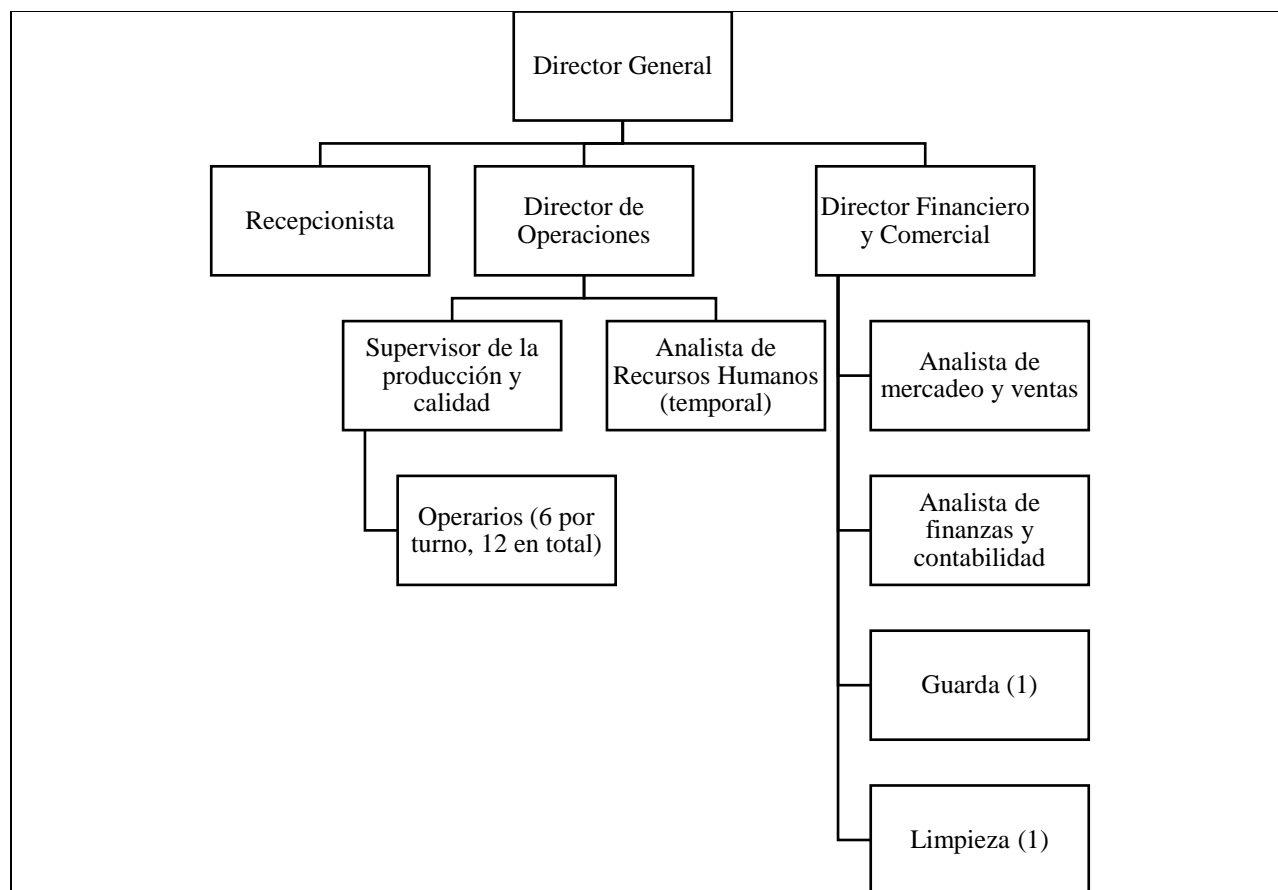 Director General
Recepcionista
Director de
Operaciones
Director Financiero
y Comercial
Supervisor de la
producción y
calidad
Analista de
Recursos Humanos
(temporal)
Analista de
mercadeo y ventas
Operarios (6 por
turno, 12 en total)
Analista de
finanzas y
contabilidad
Guarda (1)
Limpieza (1)